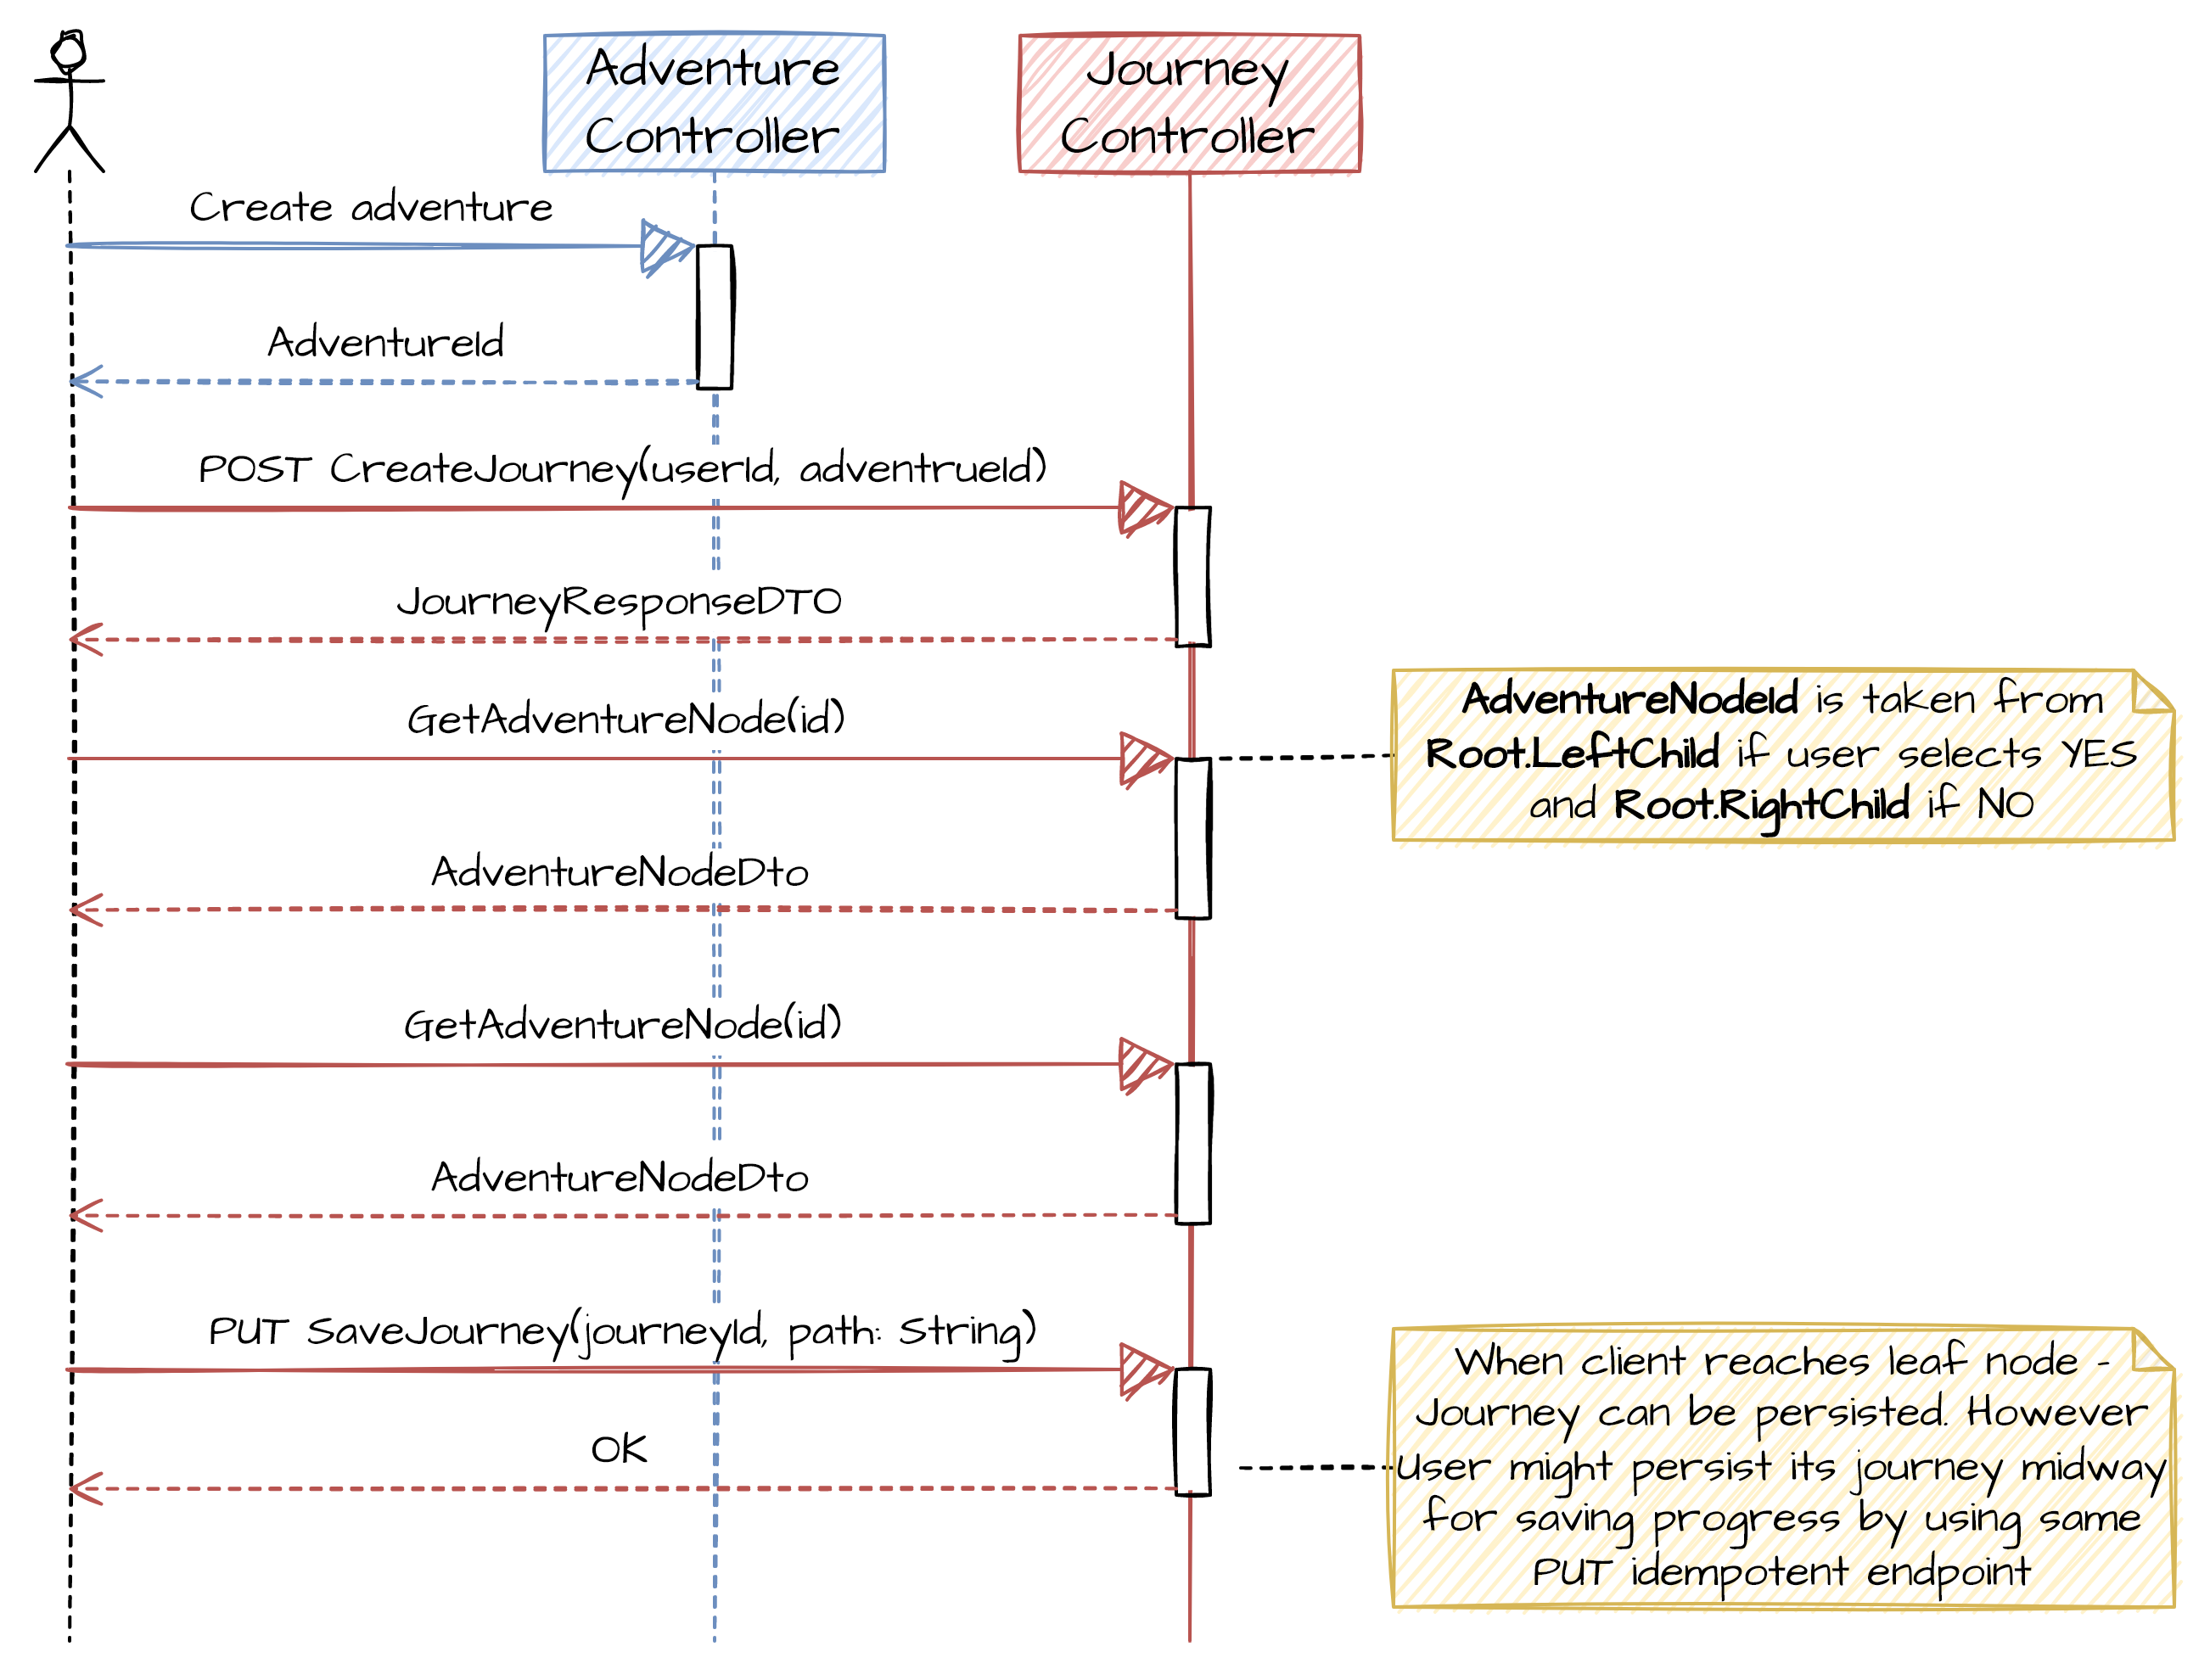 Adventure
Controller
Journey
Controller
Create adventure
AdventureId
POST CreateJourney(userId, adventrueId)
JourneyResponseDTO
GetAdventureNode(id)
AdventureNodeId is taken from
Root.LeftChild if user selects YES
and Root.RightChild if NO
AdventureNodeDto
GetAdventureNode(id)
AdventureNodeDto
PUT SaveJourney(journeyId, path: String)
When client reaches leaf node -
Journey can be persisted. However
user might persist its journey midway
for saving progress by using same
PUT idempotent endpoint
OK